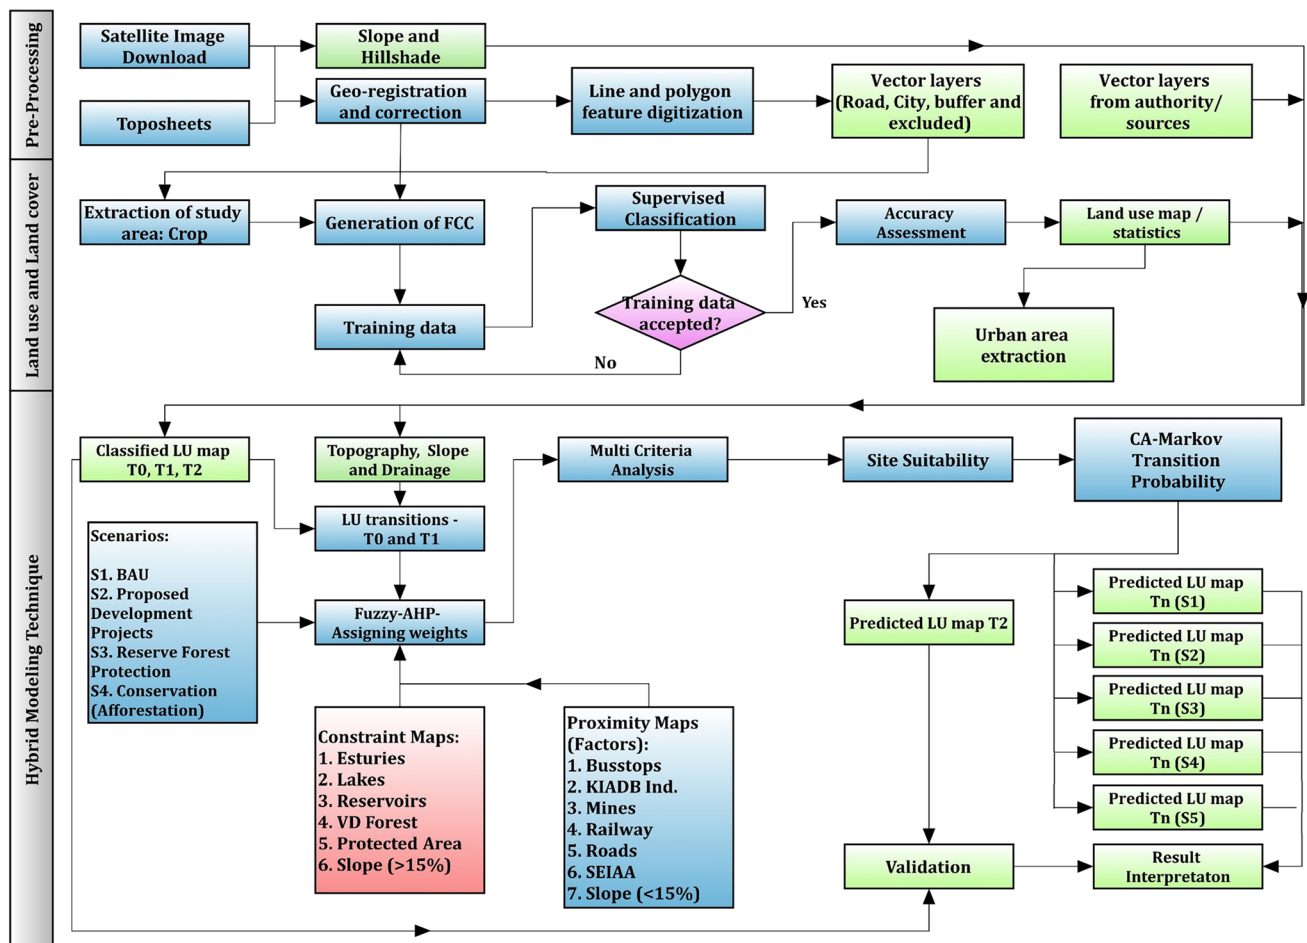 Pre-Processing
Satellite Image
Download
Slope and
Hillshade
Toposheets
Geo-registration
and correction
Line and polygon
feature digitization
Vector layers
(Road, City, buffer and
excluded)
Vector layers
from authority/
sources
Land use and Land cover
Extraction of study
area: Crop
Generation of FCC
Supervised
Classification
Accuracy
Assessment
Land use map /
statistics
Training data
Training data
accepted?
Yes
No
Urban area
extraction
Hybrid Modeling Technique
Classified LU map
T0, T1, T2
Topography, Slope
and Drainage
Multi Criteria
Analysis
Site Suitability
CA-Markov
Transition
Probability
LU transitions -
T0 and T1
Scenarios:
S1. BAU
S2. Proposed
Development
Projects
S3. Reserve Forest
Protection
S4. Conservation
(Afforestation)
Fuzzy-AHP-
Assigning weights
Predicted LU map T2
Predicted LU map
Tn (S1)
Predicted LU map
Tn (S2)
Predicted LU map
Tn (S3)
Predicted LU map
Tn (S4)
Predicted LU map
Tn (S5)
Constraint Maps:
1. Esturies
2. Lakes
3. Reservoirs
4. VD Forest
5. Protected Area
6. Slope (>15%)
Proximity Maps
(Factors):
1. Busstops
2. KIADB Ind.
3. Mines
4. Railway
5. Roads
6. SEIAA
7. Slope (<15%)
Validation
Result
Interpretaton